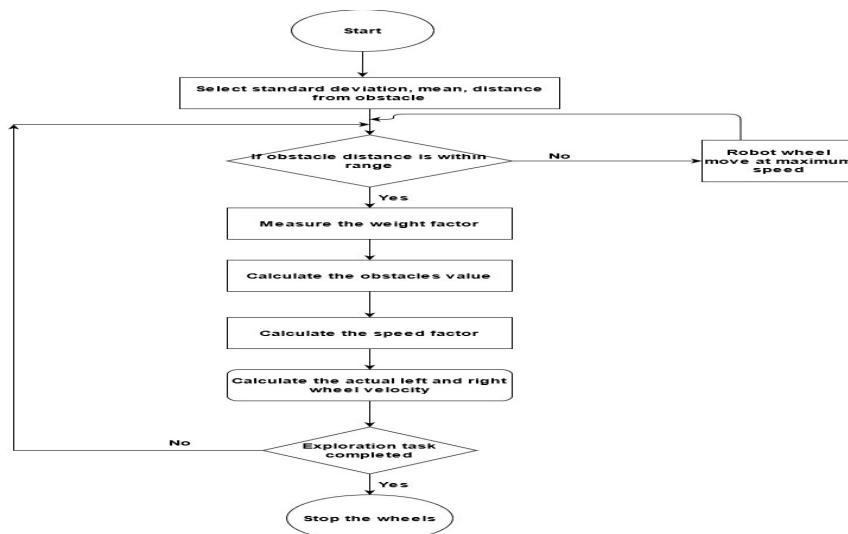 Start
Select standard deviation, mean, distance
from obstacle
If obstacle distance is within
range
No
Robot wheel
move at maximum
speed
Yes
Measure the weight factor
Calculate the obstacles value
Calculate the speed factor
Calculate the actual left and right
wheel velocity
No
Exploration task
completed
Yes
Stop the wheels